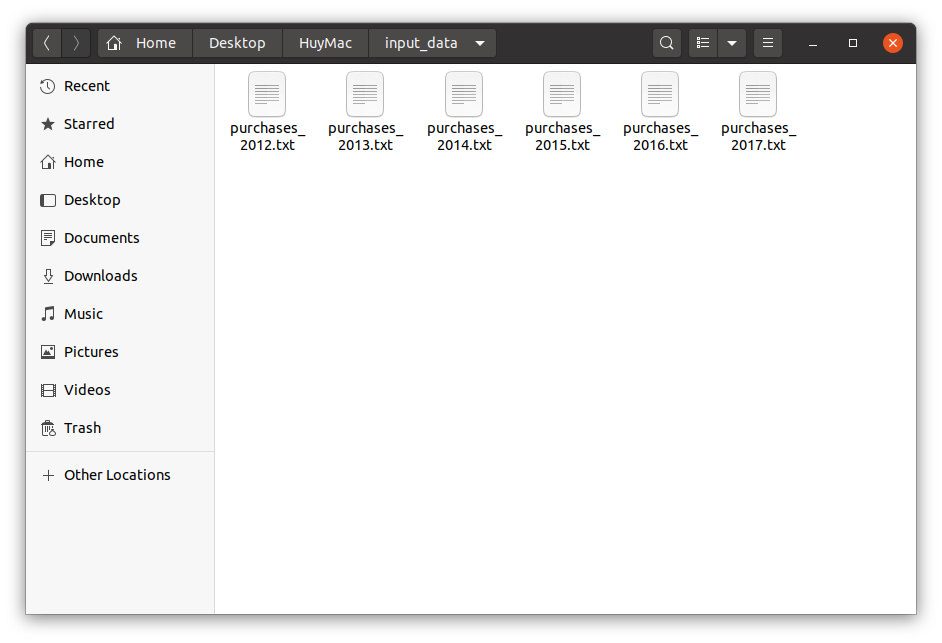 Home Desktop HuyMac input_data
Recent
Starred
Home
Desktop
Documents
Downloads
Music
Pictures
Videos
Trash
Other Locations
purchases_
2012.txt
purchases_
2013.txt
purchases_
2014.txt
purchases_
2015.txt
purchases_
2016.txt
purchases_
2017.txt